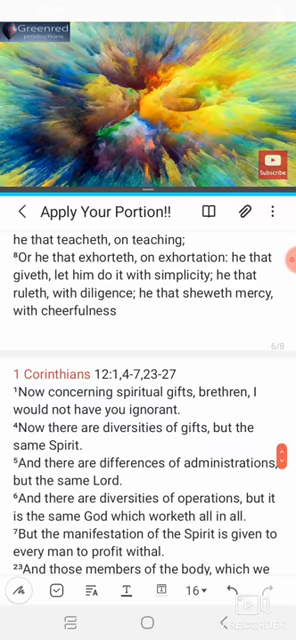 Greenred
productions
Subscribe
Apply Your Portion!!
he that teacheth, on teaching;
⁸Or he that exhorteth, on exhortation: he that
giveth, let him do it with simplicity; he that
ruleth, with diligence; he that sheweth mercy,
with cheerfulness
6/8
1 Corinthians 12:1,4-7,23-27
¹Now concerning spiritual gifts, brethren, I
would not have you ignorant.
⁴Now there are diversities of gifts, but the
same Spirit.
⁵And there are differences of administrations,
but the same Lord.
⁶And there are diversities of operations, but it
is the same God which worketh all in all.
⁷But the manifestation of the Spirit is given to
every man to profit withal.
²³And those members of the body, which we
16
RECORDER